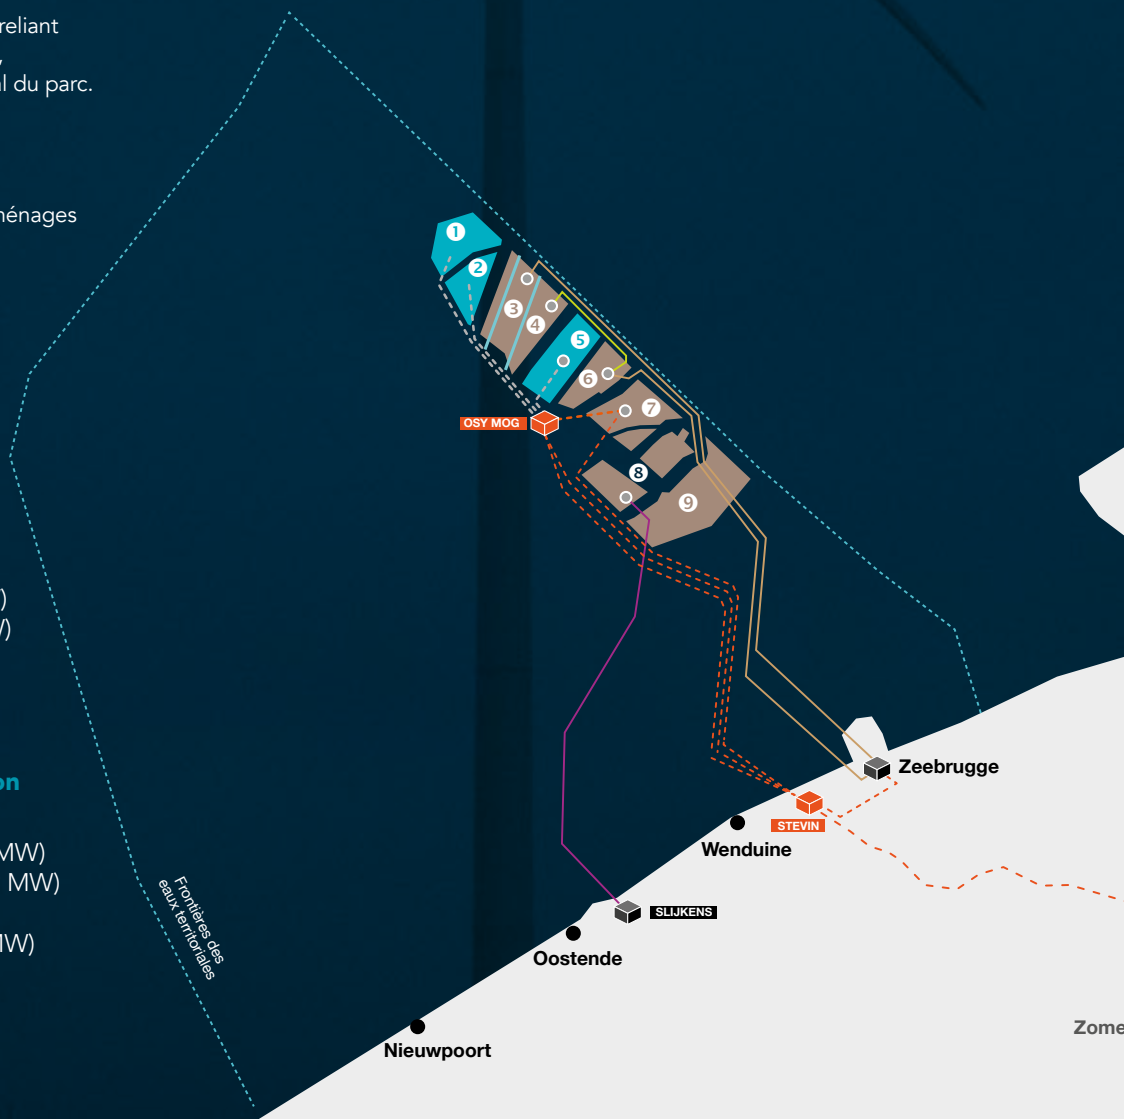 reliant
l du parc.
ménages
1
2
3
4
5
6
OSY MOG
7
8
9
)
)
on
Zeebrugge
STEVIN
Wenduine
MW)
MW)
Frontières des
eaux territoriales
SLIJKENS
MW)
Oostende
Zome
Nieuwpoort